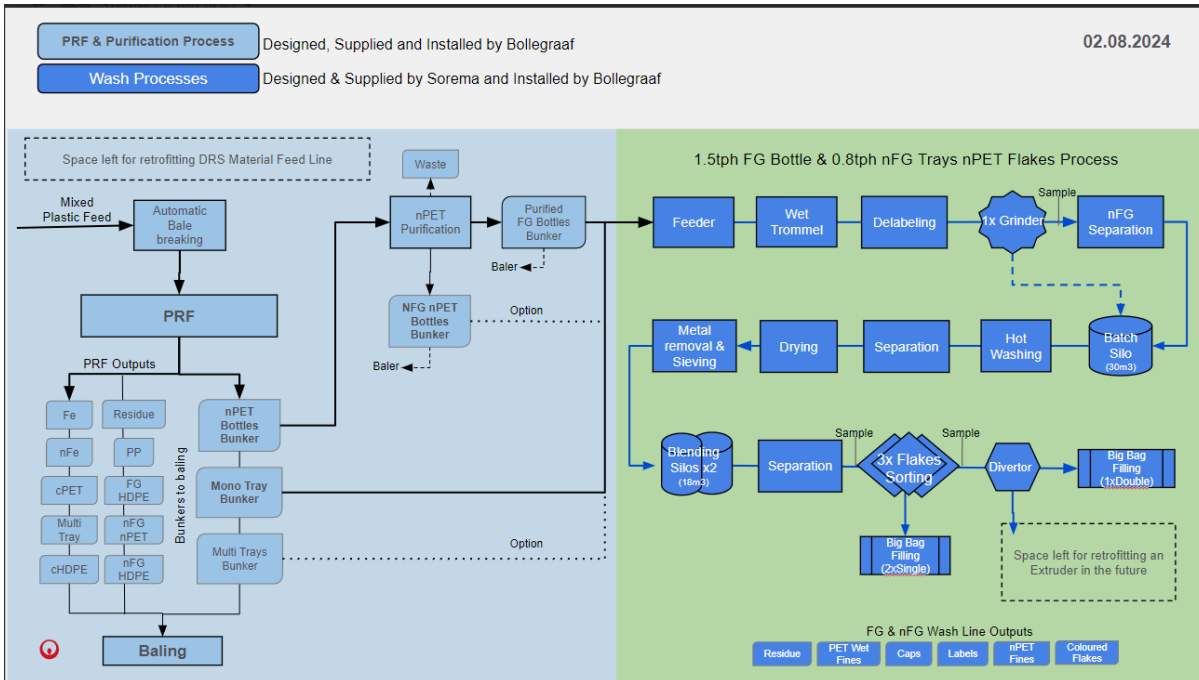 PRF & Purification Process
Designed, Supplied and Installed by Bollegraaf
02.08.2024
Wash Processes
Designed & Supplied by Sorema and Installed by Bollegraaf
Space left for retrofitting DRS Material Feed Line
Mixed
Plastic Feed
Automatic
Bale
breaking
PRF
PRF Outputs
Fe
nFe
cPET
Multi
Tray
cHDPE
Residue
PP
FG
HDPE
nFG
nPET
nFG
HDPE
Bunkers to baling
nPET
Bottles
Bunker
Mono Tray
Bunker
Multi Trays
Bunker
Baling
Waste
nPET
Purification
Purified
FG Bottles
Bunker
Baler
NFG nPET
Bottles
Bunker
Baler
Option
Option
1.5tph FG Bottle & 0.8tph nFG Trays nPET Flakes Process
Feeder
Wet
Trommel
Delabeling
1x Grinder
Sample
nFG
Separation
Metal
removal &
Sieving
Drying
Separation
Hot
Washing
Batch
Silo
(30m3)
Blending
Silos x2
(18m3)
Separation
Sample
3x Flakes
Sorting
Sample
Divertor
Big Bag
Filling
(1xDouble)
Big Bag
Filling
(2xSingle)
Space left for retrofitting an
Extruder in the future
FG & nFG Wash Line Outputs
Residue
PET Wet
Fines
Caps
Labels
nPET
Fines
Coloured
Flakes